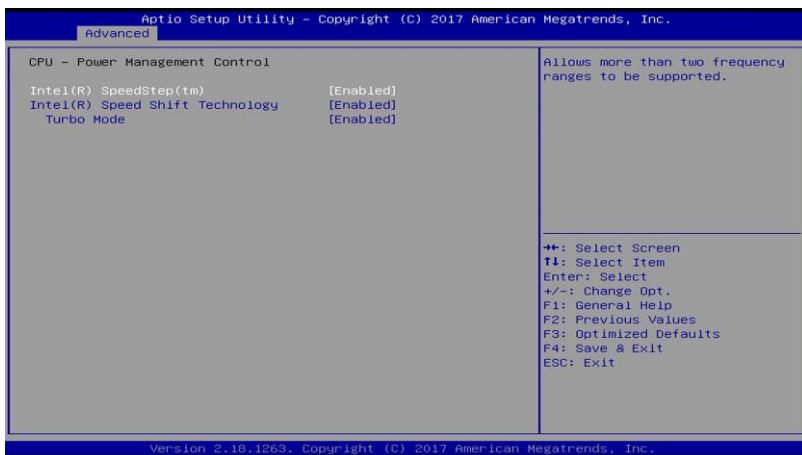 Aptio Setup Utility – Copyright (C) 2017 American Megatrends, Inc.
Advanced
CPU – Power Management Control
Intel(R) SpeedStep(tm) [Enabled]
Intel(R) Speed Shift Technology [Enabled]
Turbo Mode [Enabled]
Allows more than two frequency
ranges to be supported.
→←: Select Screen
↑↓: Select Item
Enter: Select
+/-: Change Opt.
F1: General Help
F2: Previous Values
F3: Optimized Defaults
F4: Save & Exit
ESC: Exit
Version 2.18.1263. Copyright (C) 2017 American Megatrends, Inc.